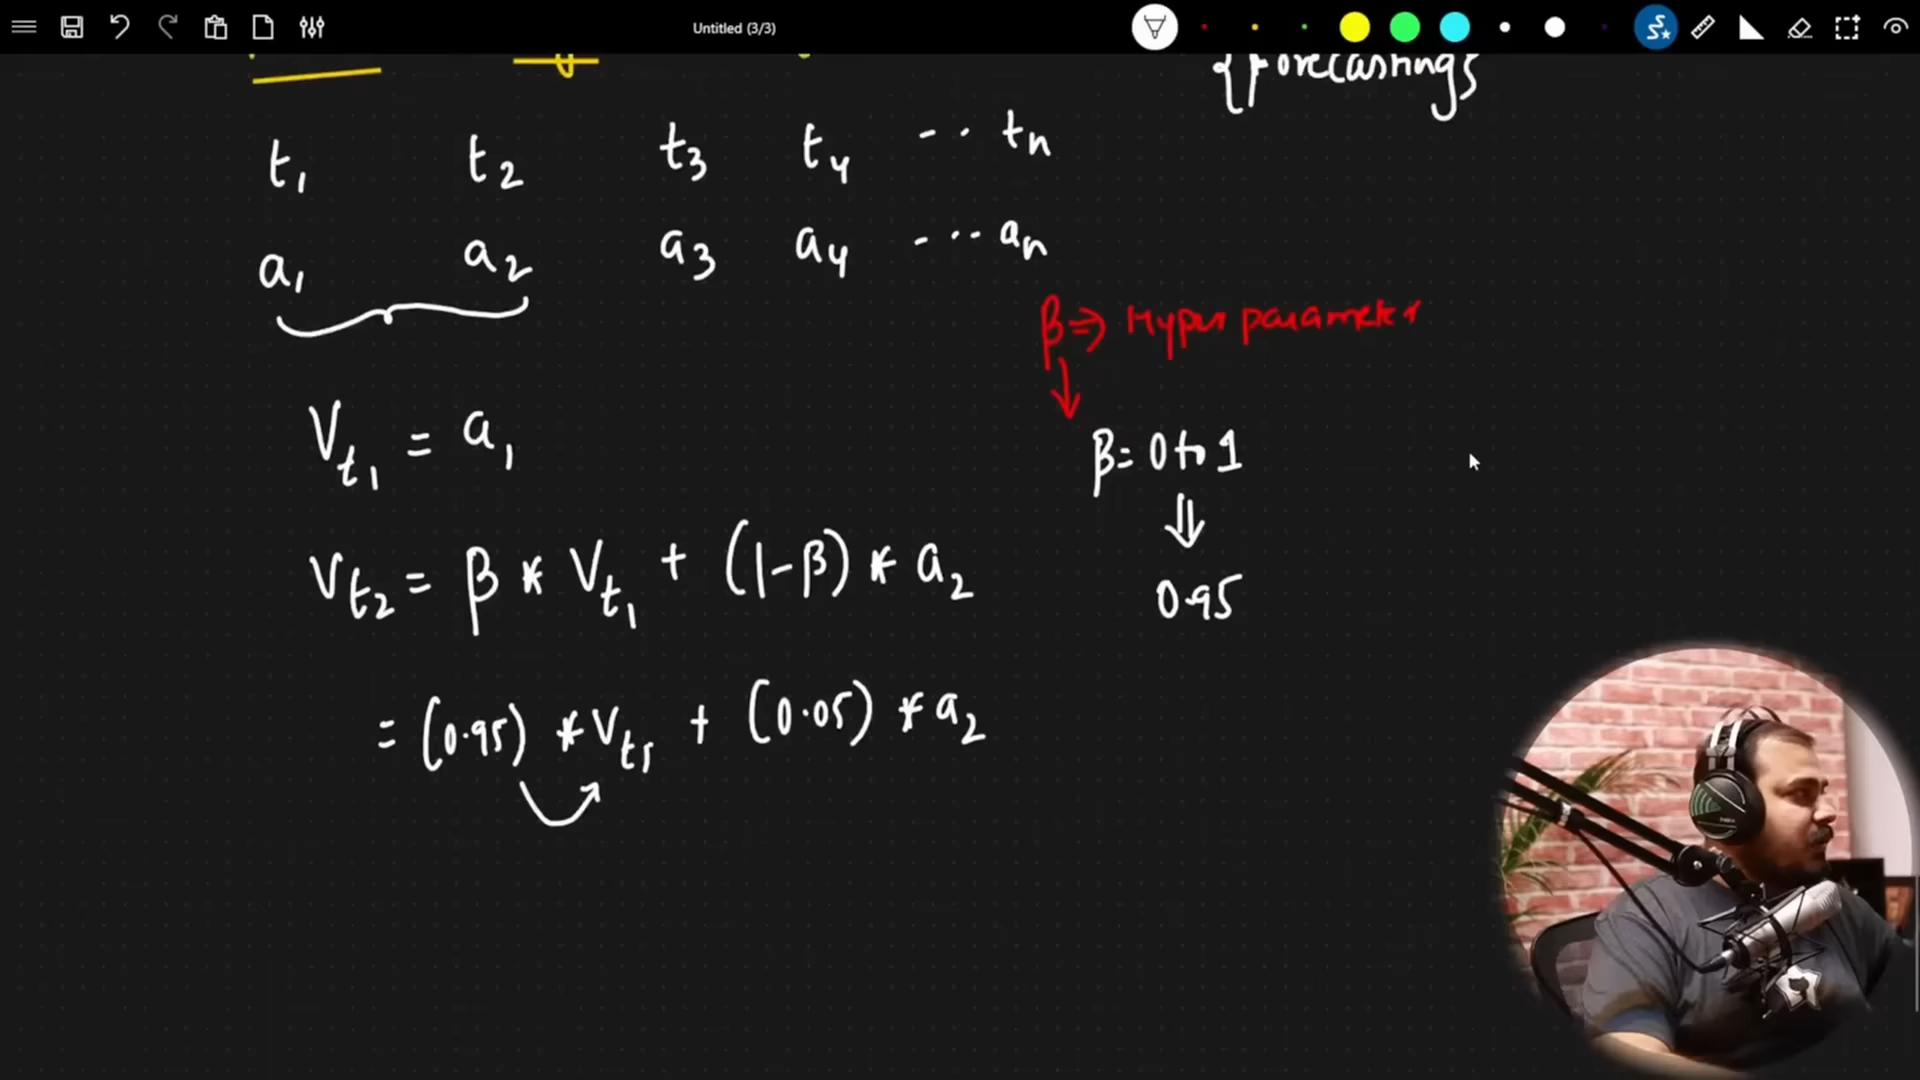 Untitled (3/3)
{Forecasting}
t1 t2 t3 t4 -·· tn
a1 a2 a3 a4 -··· an
β ⇒ Hyper parameter
↓
Vt1 = a1
β = 0 to 1
⇓
Vt2 = β * Vt1 + (1-β) * a2
0.95
= (0.95) * Vt1 + (0.05) * a2